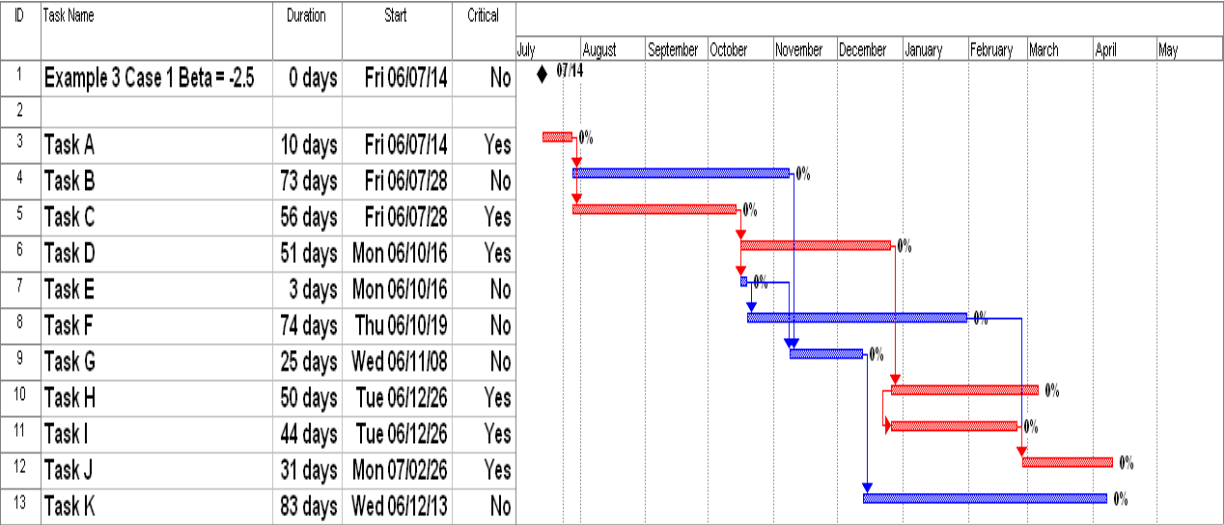 ID Task Name Duration Start Critical
July August September October November December January February March April May
1 Example 3 Case 1 Beta = -2.5 0 days Fri 06/07/14 No 07/14
2
3 Task A 10 days Fri 06/07/14 Yes 0%
4 Task B 73 days Fri 06/07/28 No 0%
5 Task C 56 days Fri 06/07/28 Yes 0%
6 Task D 51 days Mon 06/10/16 Yes 0%
7 Task E 3 days Mon 06/10/16 No 0%
8 Task F 74 days Thu 06/10/19 No 0%
9 Task G 25 days Wed 06/11/08 No 0%
10 Task H 50 days Tue 06/12/26 Yes 0%
11 Task I 44 days Tue 06/12/26 Yes 0%
12 Task J 31 days Mon 07/02/26 Yes 0%
13 Task K 83 days Wed 06/12/13 No 0%